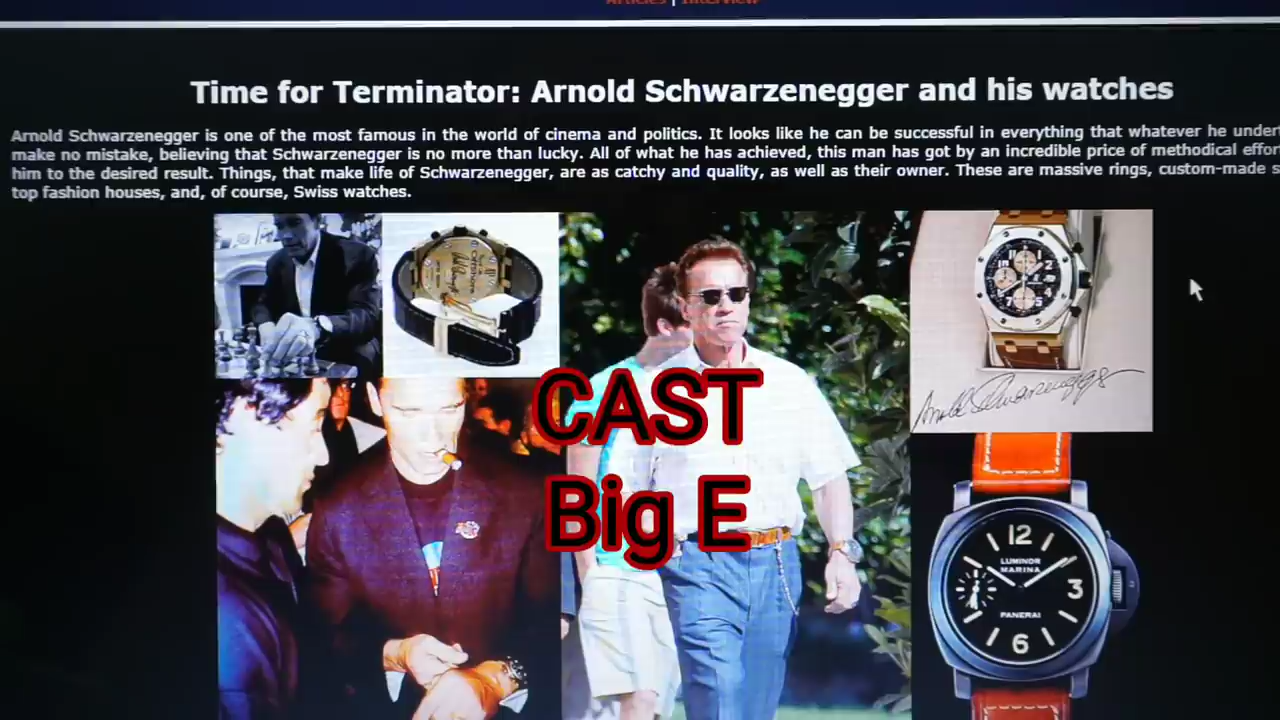 Articles | Interview
Time for Terminator: Arnold Schwarzenegger and his watches
Arnold Schwarzenegger is one of the most famous in the world of cinema and politics. It looks like he can be successful in everything that whatever he under
make no mistake, believing that Schwarzenegger is no more than lucky. All of what he has achieved, this man has got by an incredible price of methodical effor
him to the desired result. Things, that make life of Schwarzenegger, are as catchy and quality, as well as their owner. These are massive rings, custom-made s
top fashion houses, and, of course, Swiss watches.
Arnold Schwarzenegger
CAST
Big E
12
LUMINOR
MARINA
3
PANERAI
6